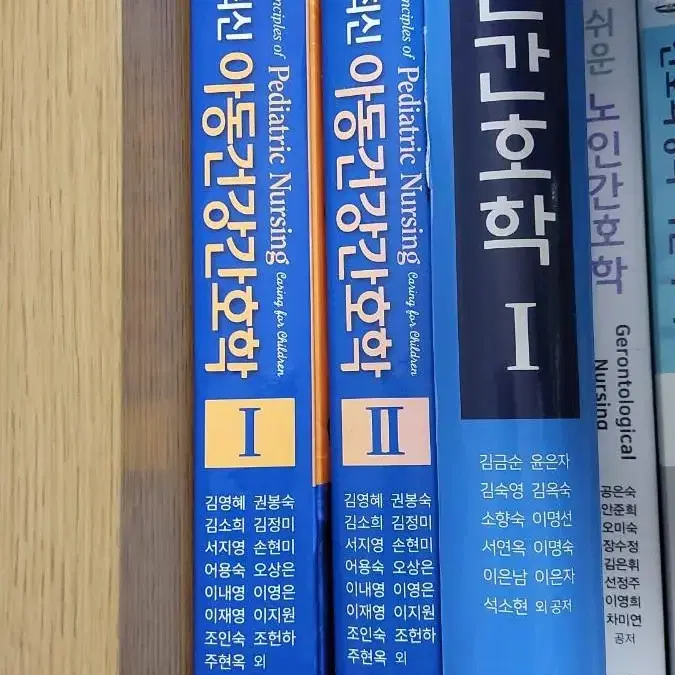 최신 아동건강간호학
Principles of Pediatric Nursing
Caring for Children
I
김영혜 권봉숙
김소희 김정미
서지영 손현미
어용숙 오상은
이내영 이영은
이재영 이지원
조인숙 조헌하
주현옥 외
최신 아동건강간호학
Principles of Pediatric Nursing
Caring for Children
II
김영혜 권봉숙
김소희 김정미
서지영 손현미
어용숙 오상은
이내영 이영은
이재영 이지원
조인숙 조헌하
주현옥 외
간호학 I
김금순 윤은자
김숙영 김옥숙
소향숙 이명선
서연옥 이명숙
이은남 이은자
석소현 외 공저
쉬운 노인간호학
Gerontological
Nursing
공은숙
안준희
오미숙
장수정
김은휘
선정주
이영희
차미연
공저